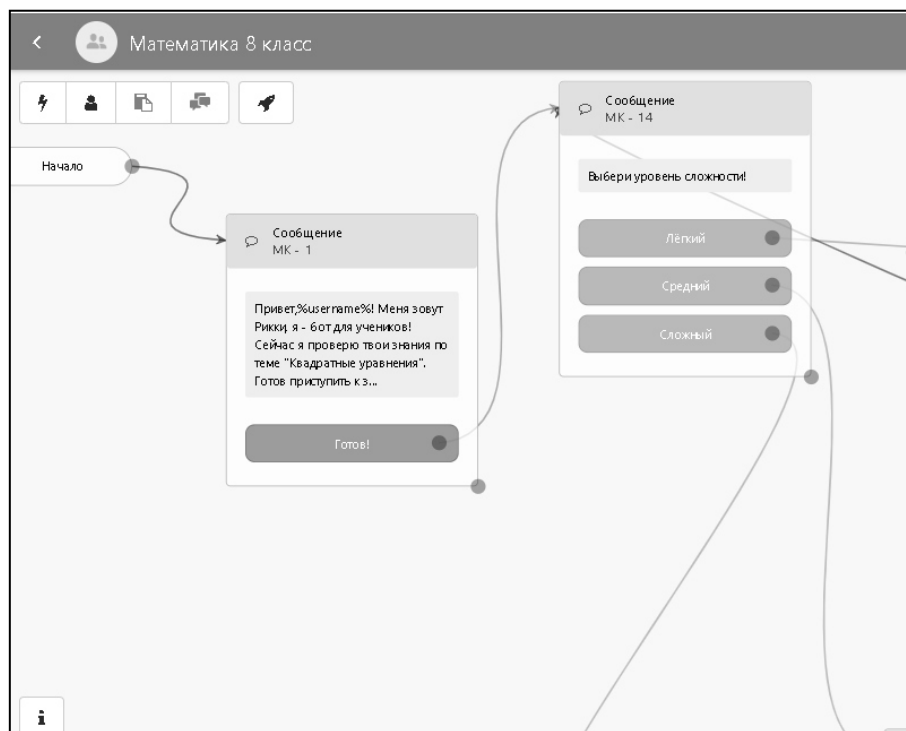 Математика 8 класс
Начало
Сообщение
МК - 1
Привет,%username%! Меня зовут
Рикки, я - бот для учеников!
Сейчас я проверю твои знания по
теме "Квадратные уравнения".
Готов приступить к з...
Готов!
Сообщение
МК - 14
Выбери уровень сложности!
Лёгкий
Средний
Сложный